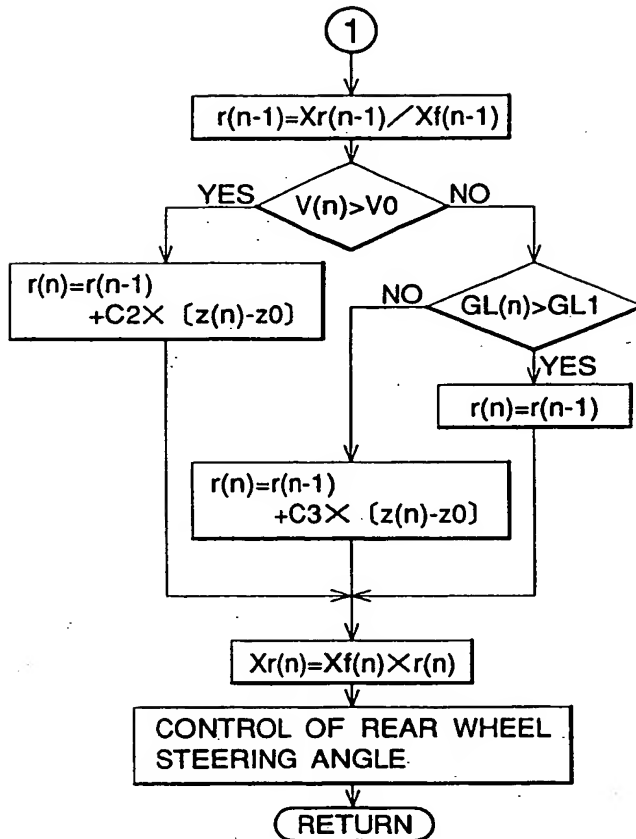 1
r(n-1)=Xr(n-1)／Xf(n-1)
YES
V(n)>V0
NO
r(n)=r(n-1)
+C2× 〔z(n)-z0〕
NO
GL(n)>GL1
YES
r(n)=r(n-1)
r(n)=r(n-1)
+C3× 〔z(n)-z0〕
Xr(n)=Xf(n)×r(n)
CONTROL OF REAR WHEEL
STEERING ANGLE
RETURN